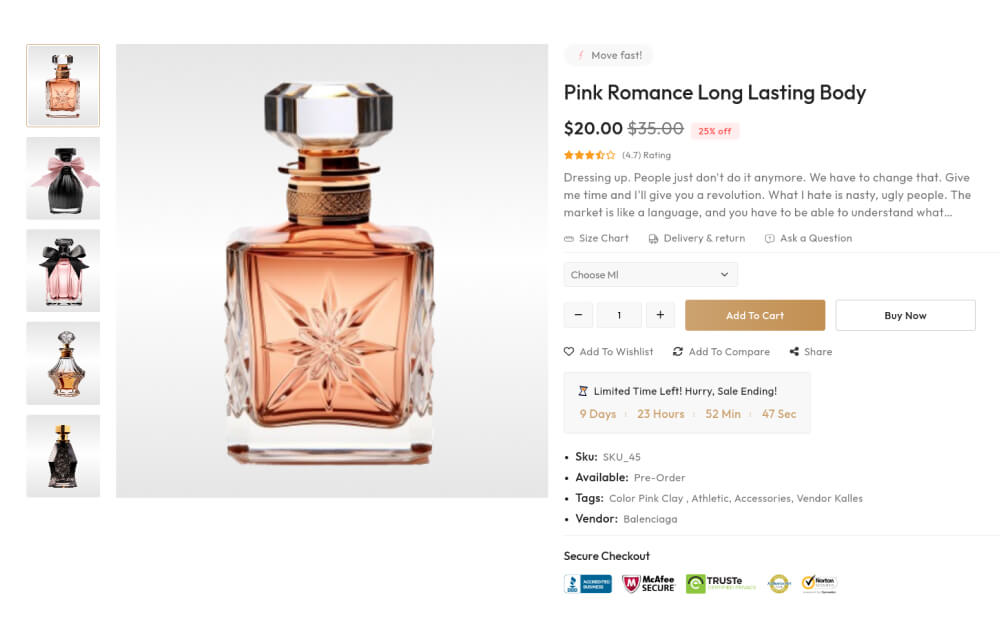 Move fast!
Pink Romance Long Lasting Body
$20.00 $35.00 25% off
(4.7) Rating
Dressing up. People just don't do it anymore. We have to change that. Give
me time and I'll give you a revolution. What I hate is nasty, ugly people. The
market is like a language, and you have to be able to understand what...
Size Chart Delivery & return Ask a Question
Choose Ml
− 1 + Add To Cart Buy Now
Add To Wishlist Add To Compare Share
Limited Time Left! Hurry, Sale Ending!
9 Days : 23 Hours : 52 Min : 47 Sec
• Sku: SKU_45
• Available: Pre-Order
• Tags: Color Pink Clay , Athletic, Accessories, Vendor Kalles
• Vendor: Balenciaga
Secure Checkout
BBB ACCREDITED BUSINESS McAfee SECURE TRUSTe CERTIFIED PRIVACY Norton